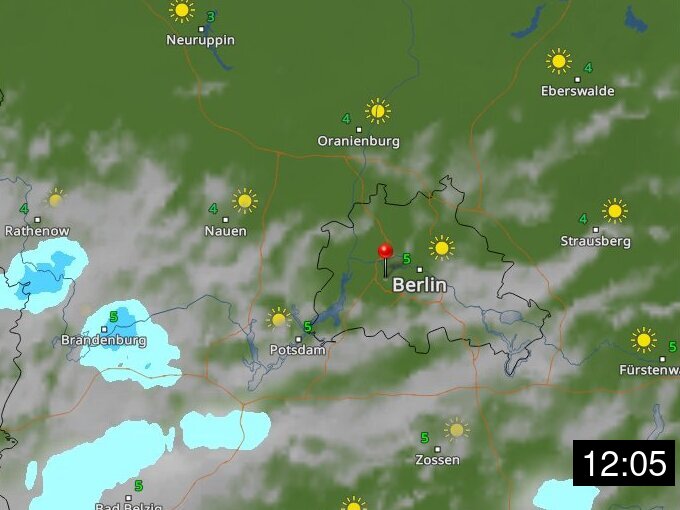 3
Neuruppin
4
Eberswalde
4
Oranienburg
4
Rathenow
4
Nauen
4
Strausberg
5
Berlin
5
Brandenburg
5
Potsdam
5
Fürstenwa
5
Zossen
12:05
5
Bad Belzig